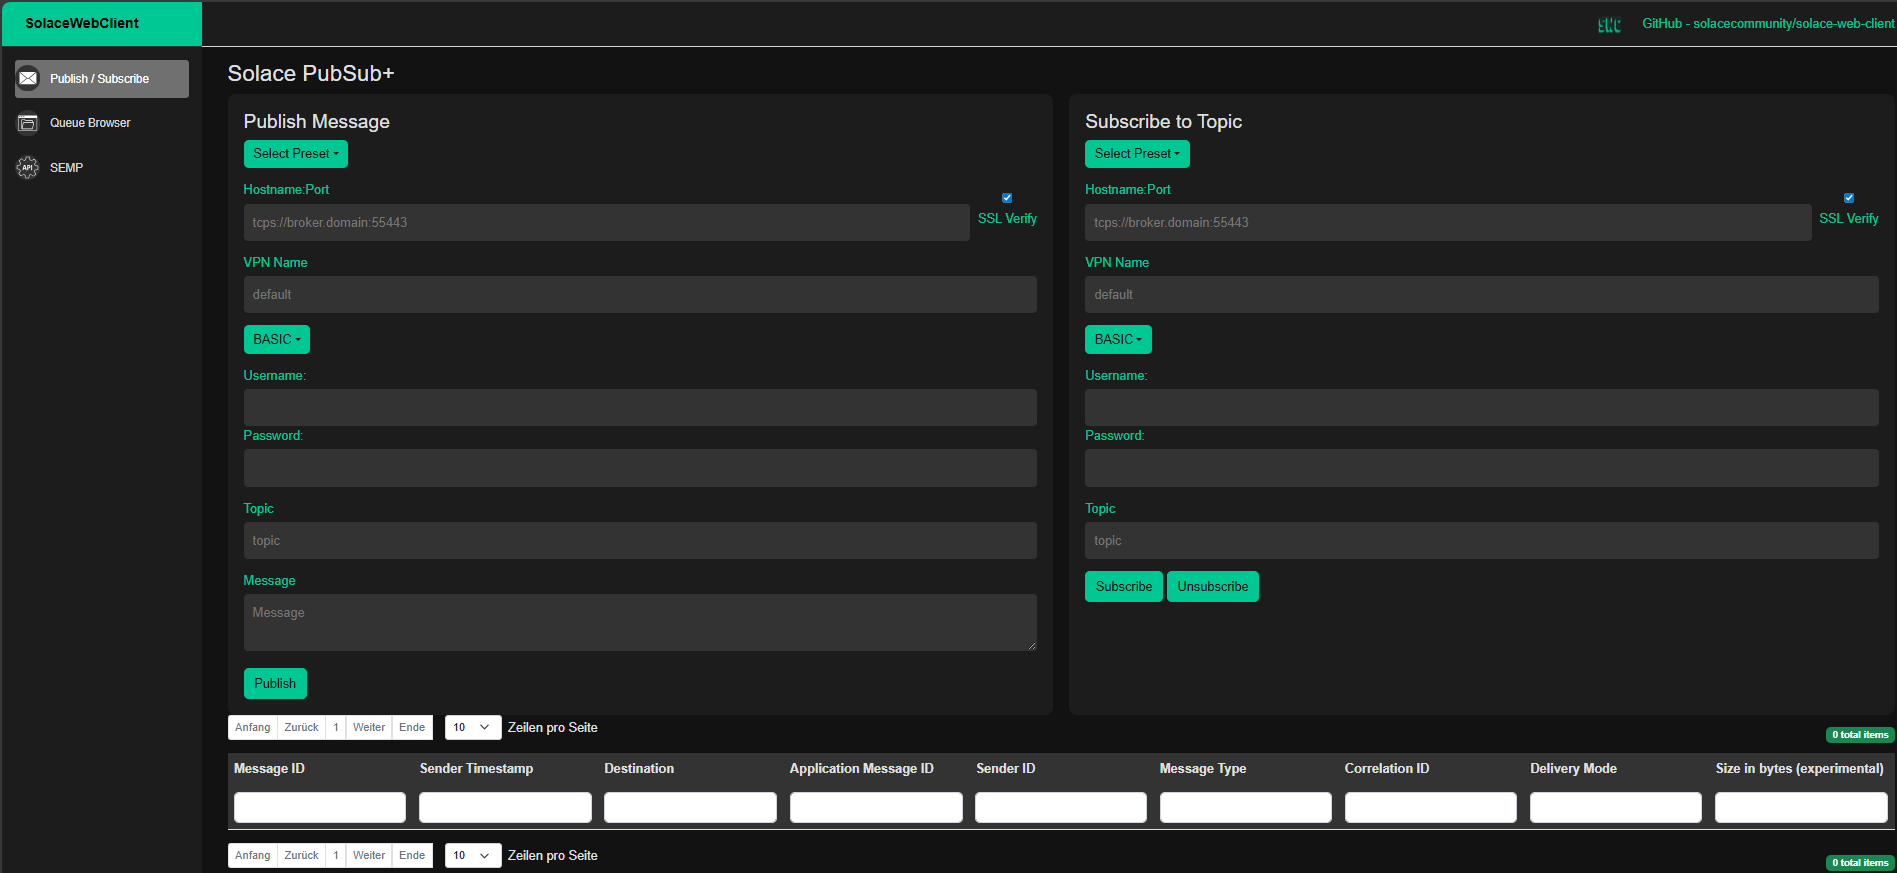 SolaceWebClient
SWC
GitHub - solacecommunity/solace-web-client
Publish / Subscribe
Queue Browser
API
SEMP
Solace PubSub+
Publish Message
Select Preset
Hostname:Port
SSL Verify
tcps://broker.domain:55443
VPN Name
default
BASIC
Username:
Password:
Topic
topic
Message
Message
Publish
Subscribe to Topic
Select Preset
Hostname:Port
SSL Verify
tcps://broker.domain:55443
VPN Name
default
BASIC
Username:
Password:
Topic
topic
Subscribe Unsubscribe
Anfang Zurück 1 Weiter Ende 10 Zeilen pro Seite
0 total items
Message ID Sender Timestamp Destination Application Message ID Sender ID Message Type Correlation ID Delivery Mode Size in bytes (experimental)
Anfang Zurück 1 Weiter Ende 10 Zeilen pro Seite
0 total items